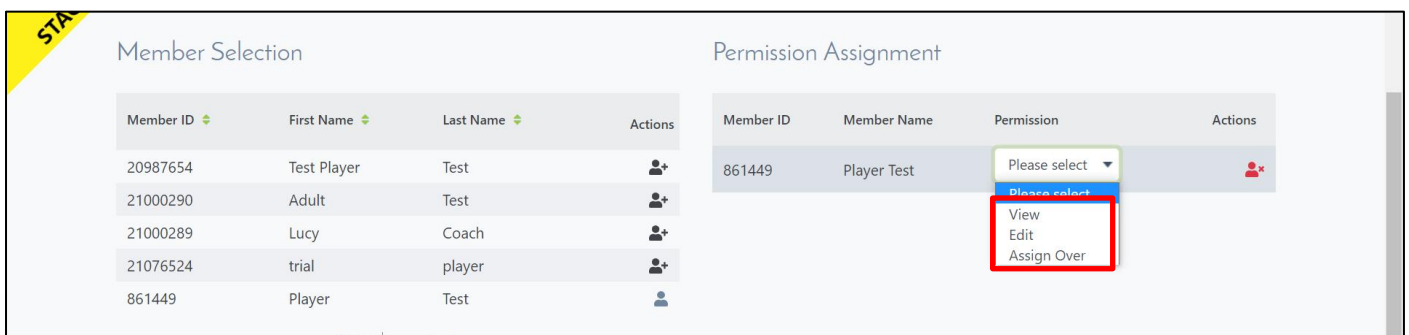 Member Selection
Member ID First Name Last Name Actions
20987654 Test Player Test
21000290 Adult Test
21000289 Lucy Coach
21076524 trial player
861449 Player Test
Permission Assignment
Member ID Member Name Permission Actions
861449 Player Test Please select
Please select
View
Edit
Assign Over